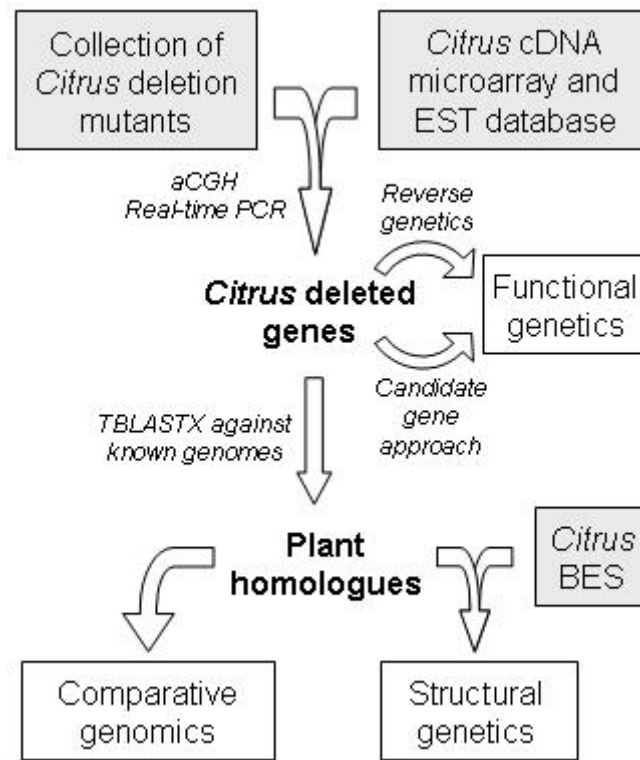 Collection of
Citrus deletion
mutants
Citrus cDNA
microarray and
EST database
aCGH
Real-time PCR
Reverse
genetics
Citrus deleted
genes
Functional
genetics
Candidate
gene
approach
TBLASTX against
known genomes
Plant
homologues
Citrus
BES
Comparative
genomics
Structural
genetics